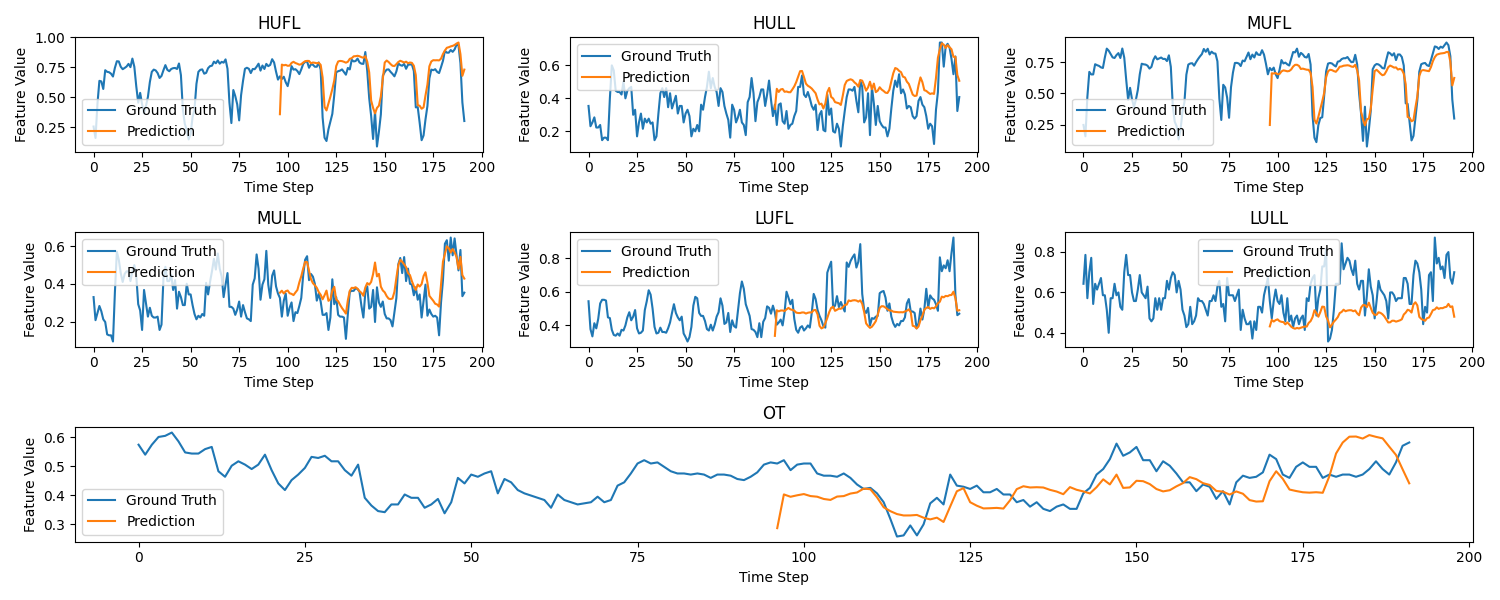 HUFL
HULL
MUFL
Feature Value
1.00
0.75
0.50
0.25
Ground Truth
Prediction
0 25 50 75 100 125 150 175 200
Time Step
Feature Value
0.6
0.4
0.2
Ground Truth
Prediction
0 25 50 75 100 125 150 175 200
Time Step
Feature Value
0.75
0.50
0.25
Ground Truth
Prediction
0 25 50 75 100 125 150 175 200
Time Step
MULL
LUFL
LULL
Feature Value
0.6
0.4
0.2
Ground Truth
Prediction
0 25 50 75 100 125 150 175 200
Time Step
Feature Value
0.8
0.6
0.4
Ground Truth
Prediction
0 25 50 75 100 125 150 175 200
Time Step
Feature Value
0.8
0.6
0.4
Ground Truth
Prediction
0 25 50 75 100 125 150 175 200
Time Step
OT
Feature Value
0.6
0.5
0.4
0.3
Ground Truth
Prediction
0 25 50 75 100 125 150 175 200
Time Step